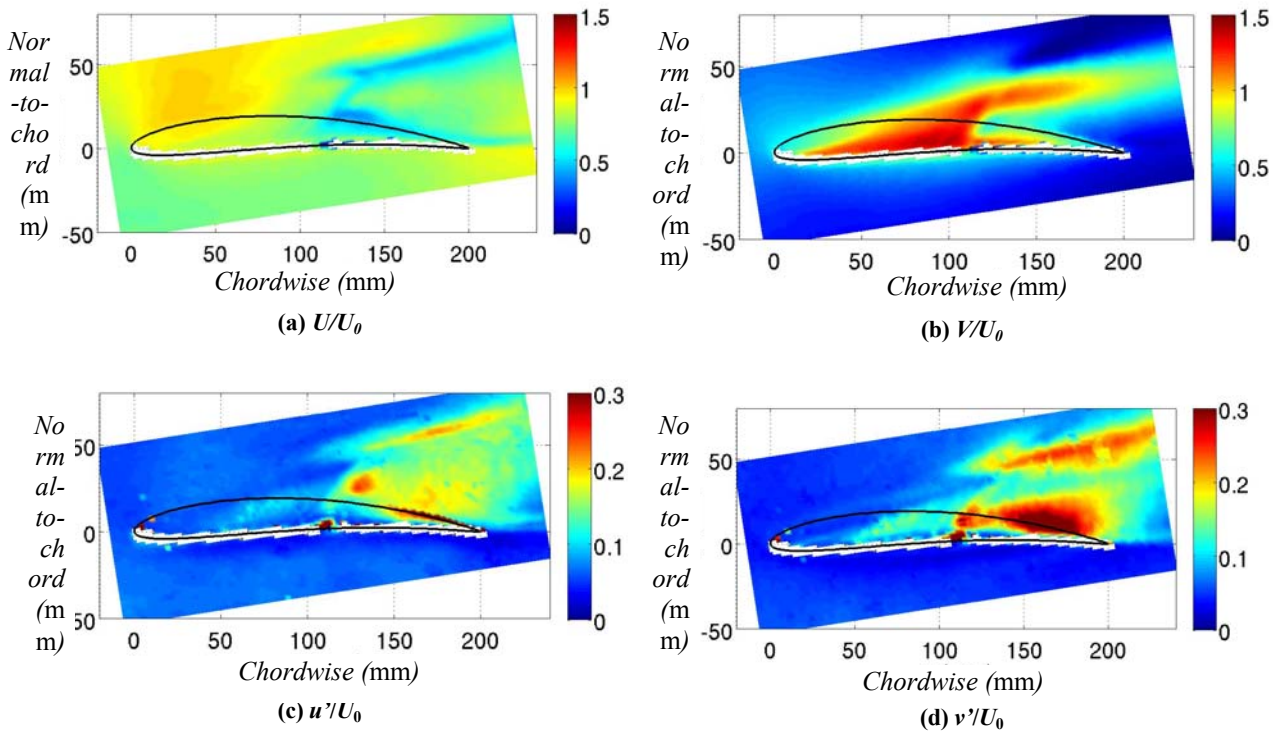 Nor
mal
-to-
cho
rd
(m
m)
50
0
-50
0 50 100 150 200
1.5
1
0.5
0
Chordwise (mm)
(a) U/U0
No
rm
al-
to-
ch
ord
(m
m)
50
0
-50
0 50 100 150 200
1.5
1
0.5
0
Chordwise (mm)
(b) V/U0
No
rm
al-
to-
ch
ord
(m
m)
50
0
50
0 50 100 150 200
0.3
0.2
0.1
0
Chordwise (mm)
(c) u’/U0
No
rm
al-
to-
ch
ord
(m
m)
50
0
-50
0 50 100 150 200
0.3
0.2
0.1
0
Chordwise (mm)
(d) v’/U0